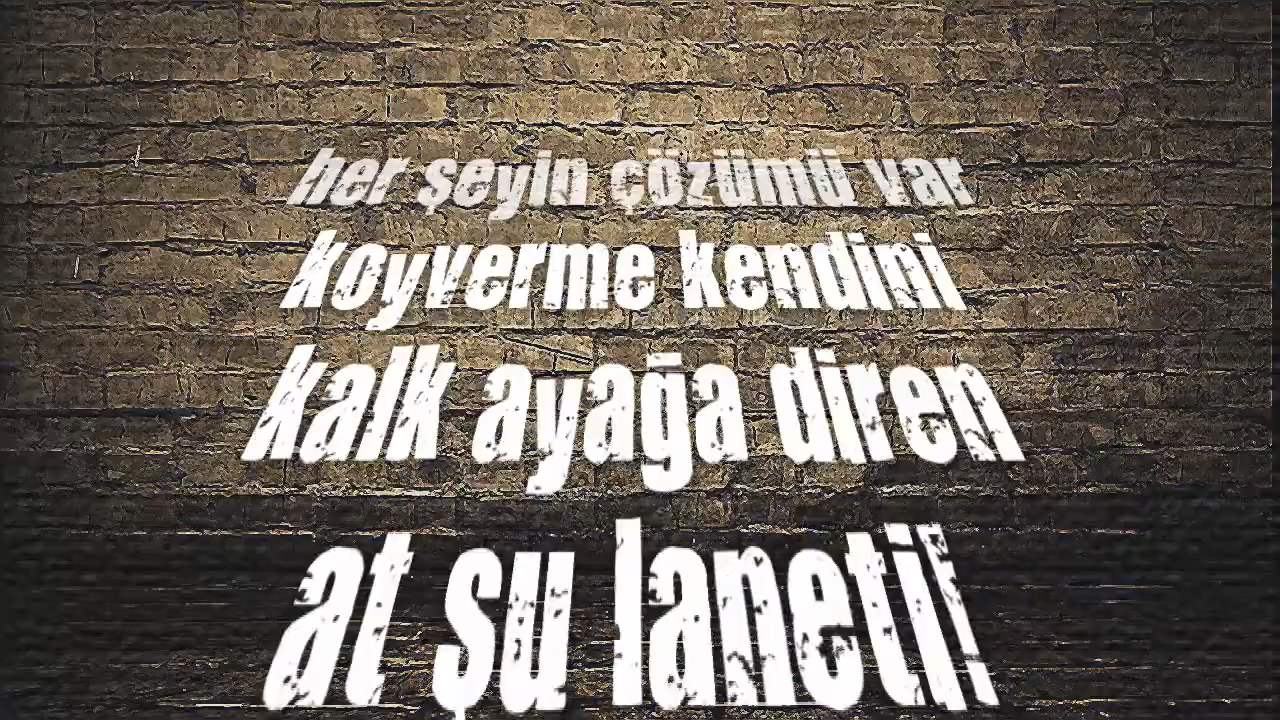 her şeyin çözümü var
koyverme kendini
kalk ayağa diren
at şu laneti!